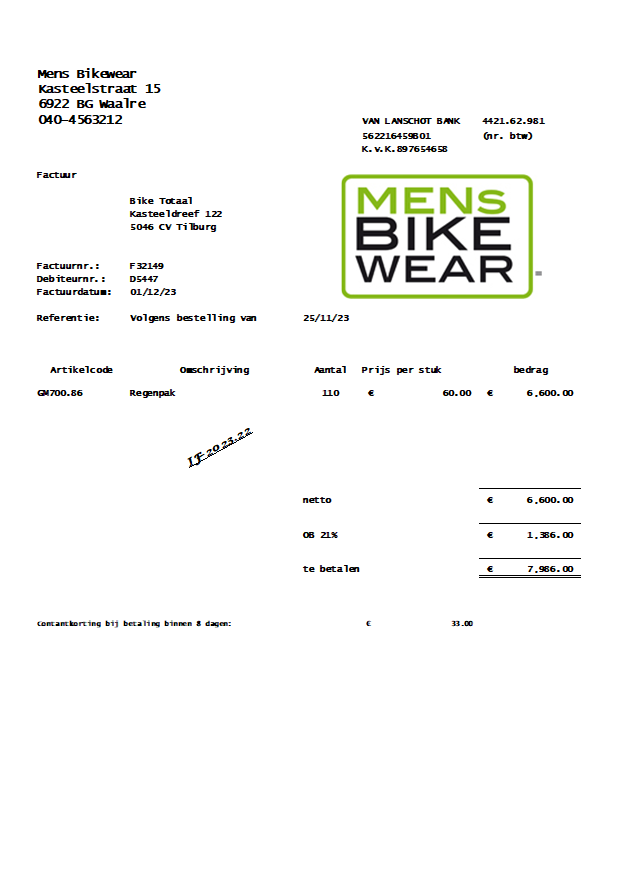 Mens Bikewear
Kasteelstraat 15
6922 BG Waalre
040-4563212
VAN LANSCHOT BANK 4421.62.981
562216459B01 (nr. btw)
K.v.K.897654658
Factuur
MENS
BIKE
WEAR
Bike Totaal
Kasteeldreef 122
5046 CV Tilburg
Factuurnr.: F32149
Debiteurnr.: D5447
Factuurdatum: 01/12/23
Referentie: Volgens bestelling van 25/11/23
Artikelcode Omschrijving Aantal Prijs per stuk bedrag
GM700.86 Regenpak 110 € 60.00 € 6,600.00
IF 2023.22
netto € 6,600.00
OB 21% € 1,386.00
te betalen € 7,986.00
Contantkorting bij betaling binnen 8 dagen: € 33.00